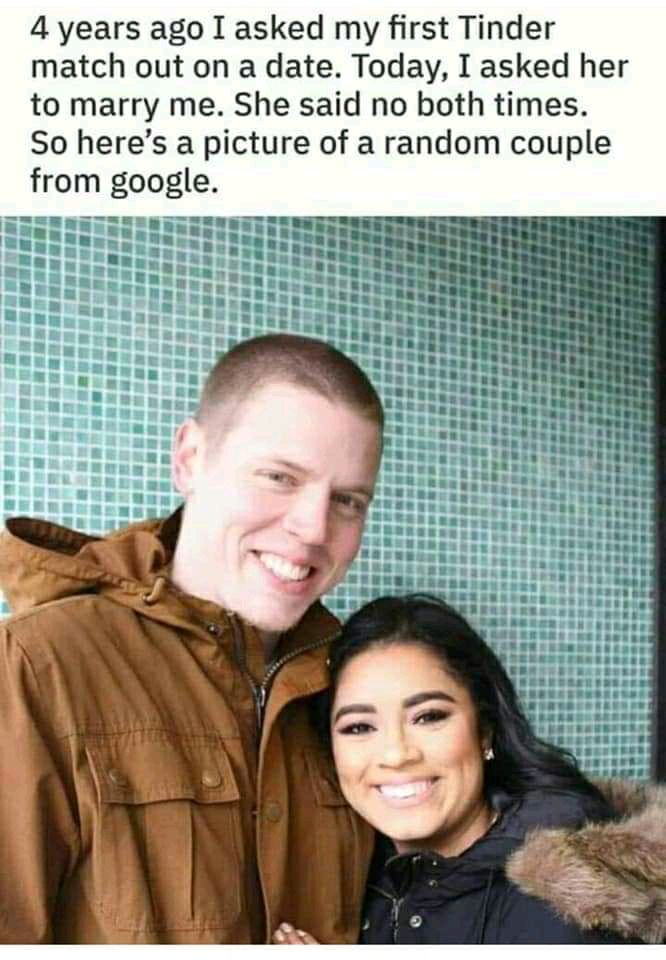 4 years ago I asked my first Tinder
match out on a date. Today, I asked her
to marry me. She said no both times.
So here’s a picture of a random couple
from google.